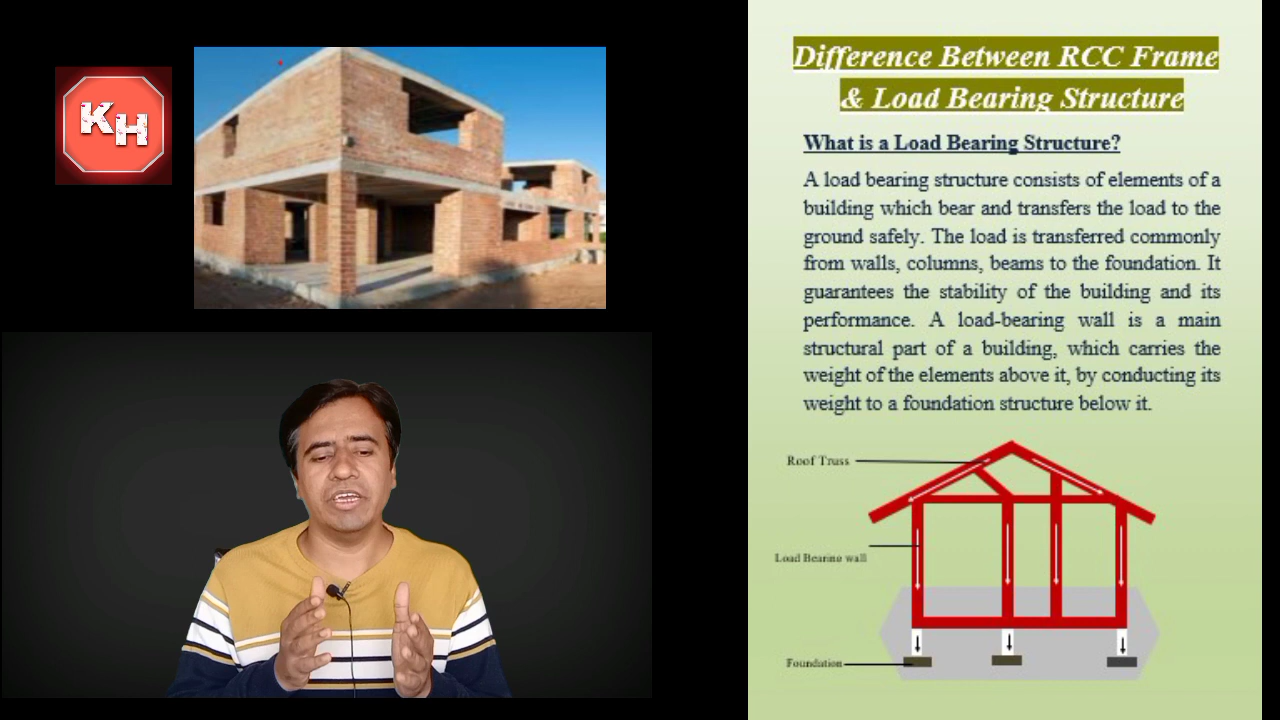 KH
Difference Between RCC Frame
& Load Bearing Structure
What is a Load Bearing Structure?
A load bearing structure consists of elements of a
building which bear and transfers the load to the
ground safely. The load is transferred commonly
from walls, columns, beams to the foundation. It
guarantees the stability of the building and its
performance. A load-bearing wall is a main
structural part of a building, which carries the
weight of the elements above it, by conducting its
weight to a foundation structure below it.
Roof Truss
Load Bearing wall
Foundation